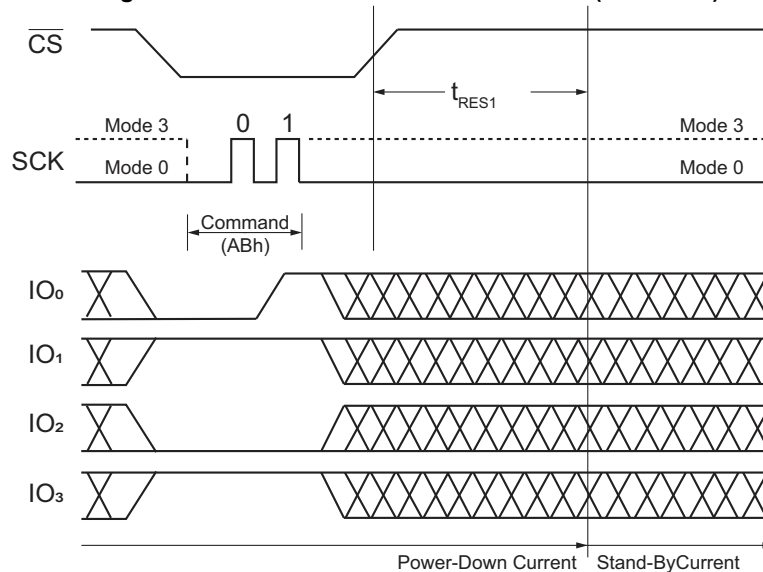 CS
t_RES1
Mode 3 0 1 Mode 3
SCK
Mode 0 Mode 0
Command
(ABh)
IO₀
IO₁
IO₂
IO₃
Power-Down Current Stand-ByCurrent